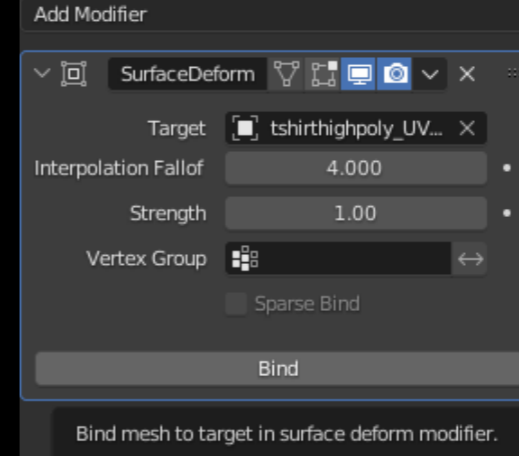 Add Modifier
SurfaceDeform
Target tshirthighpoly_UV...
Interpolation Fallof 4.000
Strength 1.00
Vertex Group
Sparse Bind
Bind
Bind mesh to target in surface deform modifier.